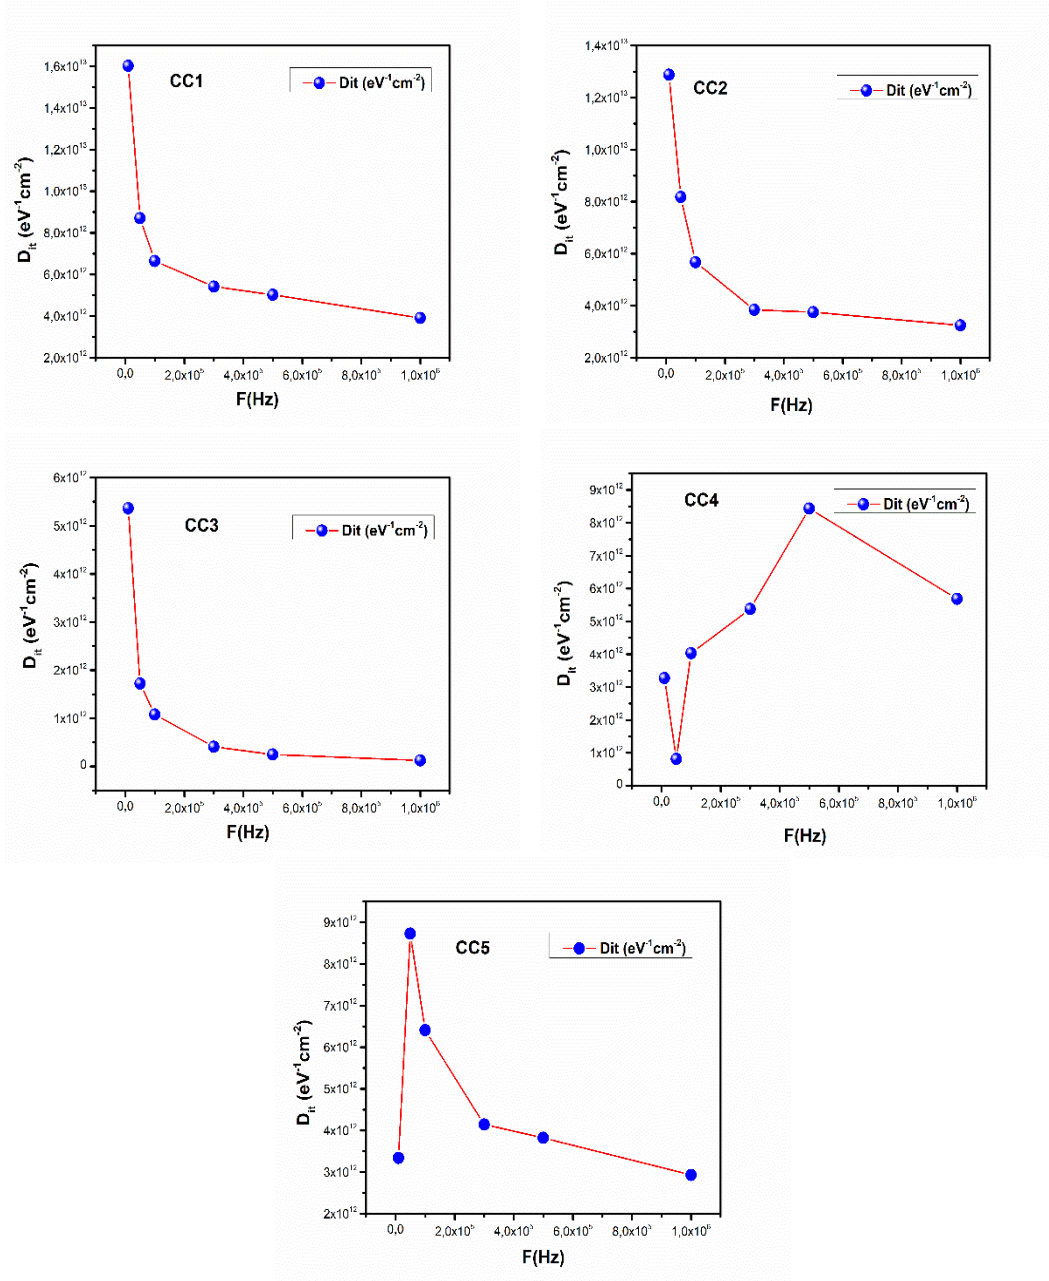 CC1
Dit (eV⁻¹cm⁻²)
D_it (eV⁻¹cm⁻²)
1,6x10¹³
1,4x10¹³
1,2x10¹³
1,0x10¹³
8,0x10¹²
6,0x10¹²
4,0x10¹²
2,0x10¹²
0,0 2,0x10⁵ 4,0x10⁵ 6,0x10⁵ 8,0x10⁵ 1,0x10⁶
F(Hz)
CC2
Dit (eV⁻¹cm⁻²)
D_it (eV⁻¹cm⁻²)
1,4x10¹³
1,2x10¹³
1,0x10¹³
8,0x10¹²
6,0x10¹²
4,0x10¹²
2,0x10¹²
0,0 2,0x10⁵ 4,0x10⁵ 6,0x10⁵ 8,0x10⁵ 1,0x10⁶
F(Hz)
CC3
Dit (eV⁻¹cm⁻²)
D_it (eV⁻¹cm⁻²)
6x10¹²
5x10¹²
4x10¹²
3x10¹²
2x10¹²
1x10¹²
0
0,0 2,0x10⁵ 4,0x10⁵ 6,0x10⁵ 8,0x10⁵ 1,0x10⁶
F(Hz)
CC4
Dit (eV⁻¹cm⁻²)
D_it (eV⁻¹cm⁻²)
9x10¹²
8x10¹²
7x10¹²
6x10¹²
5x10¹²
4x10¹²
3x10¹²
2x10¹²
1x10¹²
0
0,0 2,0x10⁵ 4,0x10⁵ 6,0x10⁵ 8,0x10⁵ 1,0x10⁶
F(Hz)
CC5
Dit (eV⁻¹cm⁻²)
D_it (eV⁻¹cm⁻²)
9x10¹²
8x10¹²
7x10¹²
6x10¹²
5x10¹²
4x10¹²
3x10¹²
2x10¹²
0,0 2,0x10⁵ 4,0x10⁵ 6,0x10⁵ 8,0x10⁵ 1,0x10⁶
F(Hz)